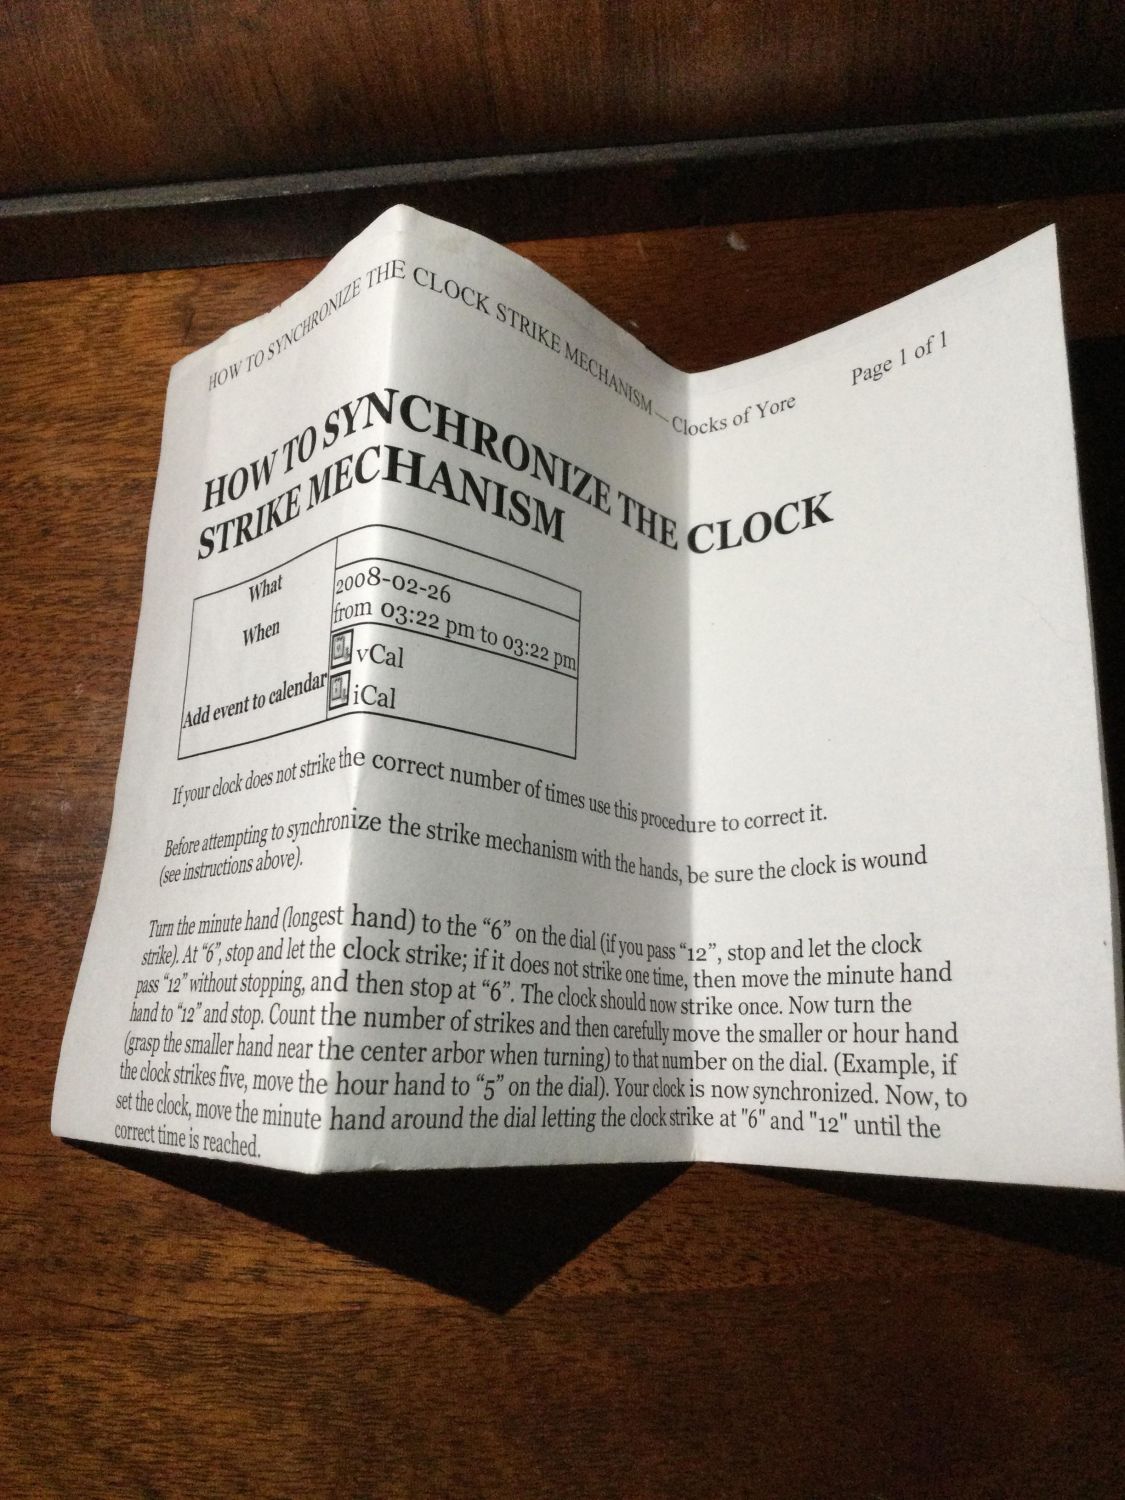 HOW TO SYNCHRONIZE THE CLOCK STRIKE MECHANISM — Clocks of Yore
Page 1 of 1
HOW TO SYNCHRONIZE THE CLOCK
STRIKE MECHANISM
What
When
2008-02-26
from 03:22 pm to 03:22 pm
Add event to calendar
vCal
iCal
If your clock does not strike the correct number of times use this procedure to correct it.
Before attempting to synchronize the strike mechanism with the hands, be sure the clock is wound
(see instructions above).
Turn the minute hand (longest hand) to the “6” on the dial (if you pass “12”, stop and let the clock
strike). At “6”, stop and let the clock strike; if it does not strike one time, then move the minute hand
pass “12” without stopping, and then stop at “6”. The clock should now strike once. Now turn the
hand to “12” and stop. Count the number of strikes and then carefully move the smaller or hour hand
(grasp the smaller hand near the center arbor when turning) to that number on the dial. (Example, if
the clock strikes five, move the hour hand to “5” on the dial). Your clock is now synchronized. Now, to
set the clock, move the minute hand around the dial letting the clock strike at "6" and "12" until the
correct time is reached.